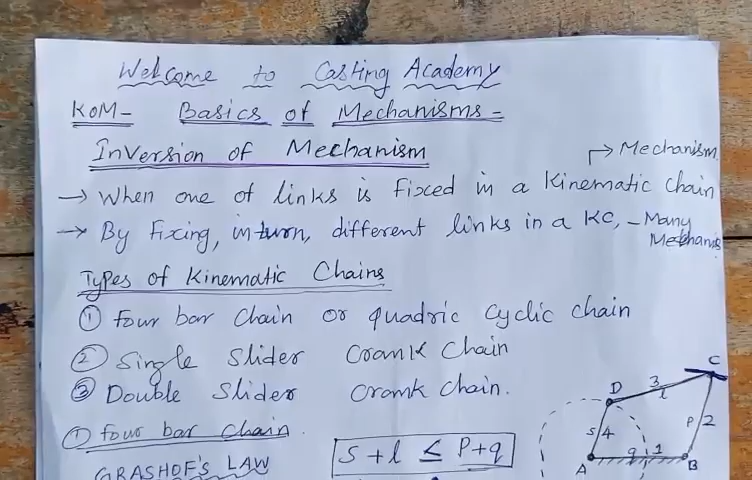 Welcome to Casting Academy
KOM- Basics of Mechanisms-
Inversion of Mechanism
→ Mechanism
→ When one of links is fixed in a Kinematic Chain
→ By Fixing, in turn, different links in a KC, - Many
Mechanis
Types of Kinematic Chains
① four bar chain or quadric cyclic chain
② Single Slider Crank Chain
③ Double Slider Crank Chain.
① four bar chain.
GRASHOF'S LAW
S + l ≤ P + q
C
D 3 l
S 4 P 2
A q 1 B